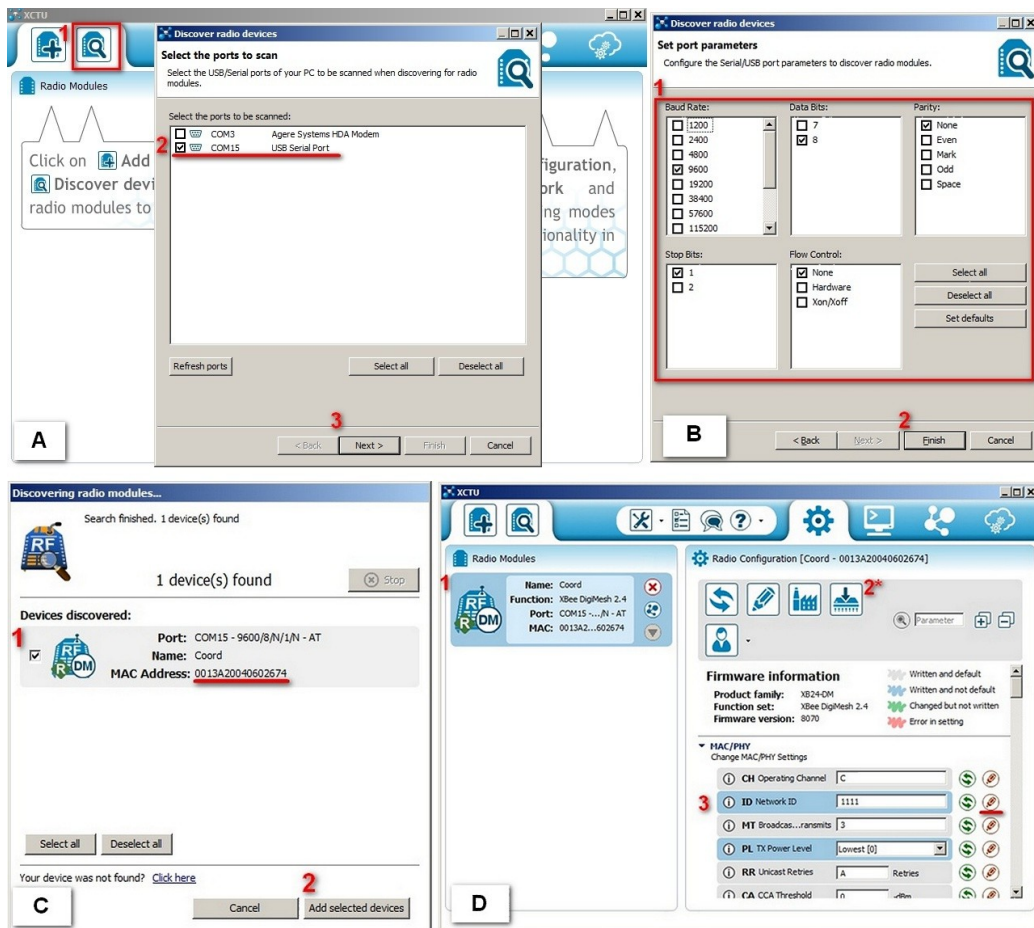 XCTU
1
Radio Modules
Click on Add
Discover devi
radio modules to
figuration,
ork and
ng modes
ionality in
Discover radio devices
Select the ports to scan
Select the USB/Serial ports of your PC to be scanned when discovering for radio
modules.
Select the ports to be scanned:
COM3 Agere Systems HDA Modem
2 COM15 USB Serial Port
Refresh ports Select all Deselect all
3
< Back Next > Finish Cancel
A
Discover radio devices
Set port parameters
Configure the Serial/USB port parameters to discover radio modules.
1
Baud Rate: Data Bits: Parity:
1200 7 None
2400 8 Even
4800 Mark
9600 Odd
19200 Space
38400
57600
115200
Stop Bits: Flow Control:
1 None Select all
2 Hardware Deselect all
Xon/Xoff Set defaults
2
B
< Back Next > Finish Cancel
Discovering radio modules...
Search finished. 1 device(s) found
RF
1 device(s) found Stop
Devices discovered:
1
Port: COM15 - 9600/8/N/1/N - AT
Name: Coord
MAC Address: 0013A20040602674
RF
R DM
Select all Deselect all
Your device was not found? Click here
2
Cancel Add selected devices
C
XCTU
Radio Modules
1
Name: Coord
Function: XBee DigiMesh 2.4
Port: COM15 -.../N - AT
MAC: 0013A2...602674
RF
R DM
Radio Configuration [Coord - 0013A20040602674]
2*
Parameter
Firmware information
Product family: XB24-DM
Function set: XBee DigiMesh 2.4
Firmware version: 8070
Written and default
Written and not default
Changed but not written
Error in setting
MAC/PHY
Change MAC/PHY Settings
CH Operating Channel C
3 ID Network ID 1111
MT Broadcas...ransmits 3
PL TX Power Level Lowest [0]
RR Unicast Retries A Retries
CA CCA Threshold 0 -dBm
D